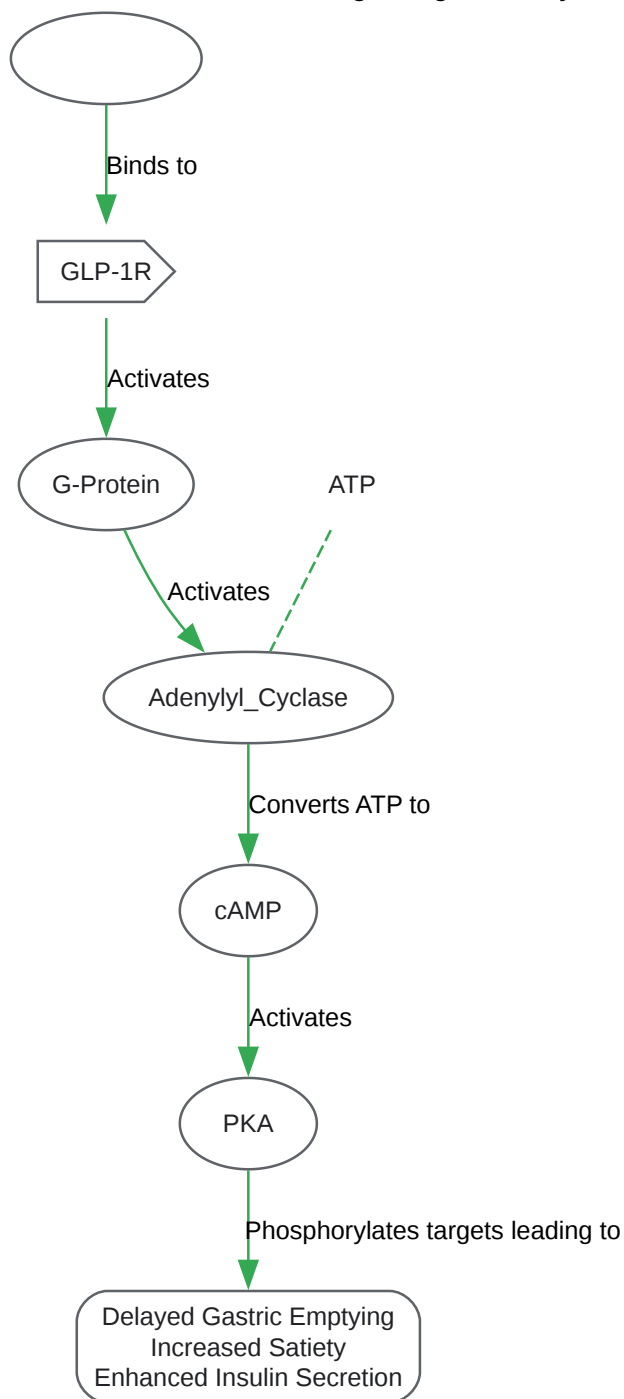 Binds to
GLP-1R
Activates
G-Protein
ATP
Activates
Adenylyl_Cyclase
Converts ATP to
cAMP
Activates
PKA
Phosphorylates targets leading to
Delayed Gastric Emptying
Increased Satiety
Enhanced Insulin Secretion